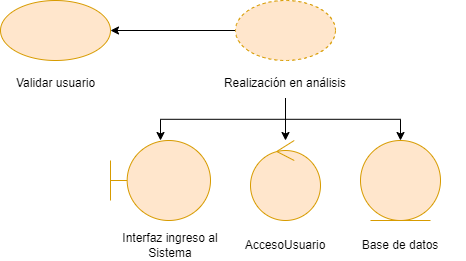 Validar usuario
Realización en análisis
Interfaz ingreso al
Sistema
AccesoUsuario
Base de datos